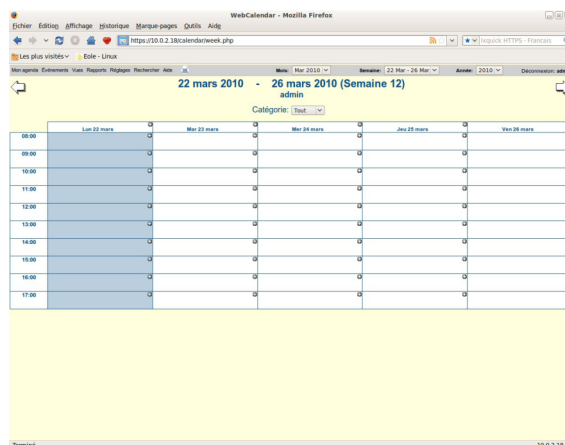 WebCalendar - Mozilla Firefox
Fichier Édition Affichage Historique Marque-pages Outils Aide
https://10.0.2.18/calendar/week.php
Ixquick HTTPS - Francais
Les plus visités Eole - Linux
Mon agenda Événements Vues Rapports Réglages Rechercher Aide Mois: Mar 2010 Semaine: 22 Mar - 26 Mar Année: 2010 Déconnexion: adm
22 mars 2010 - 26 mars 2010 (Semaine 12)
admin
Catégorie: Tout
Lun 22 mars Mar 23 mars Mer 24 mars Jeu 25 mars Ven 26 mars
08:00
09:00
10:00
11:00
12:00
13:00
14:00
15:00
16:00
17:00
Terminé 10.0.2.18